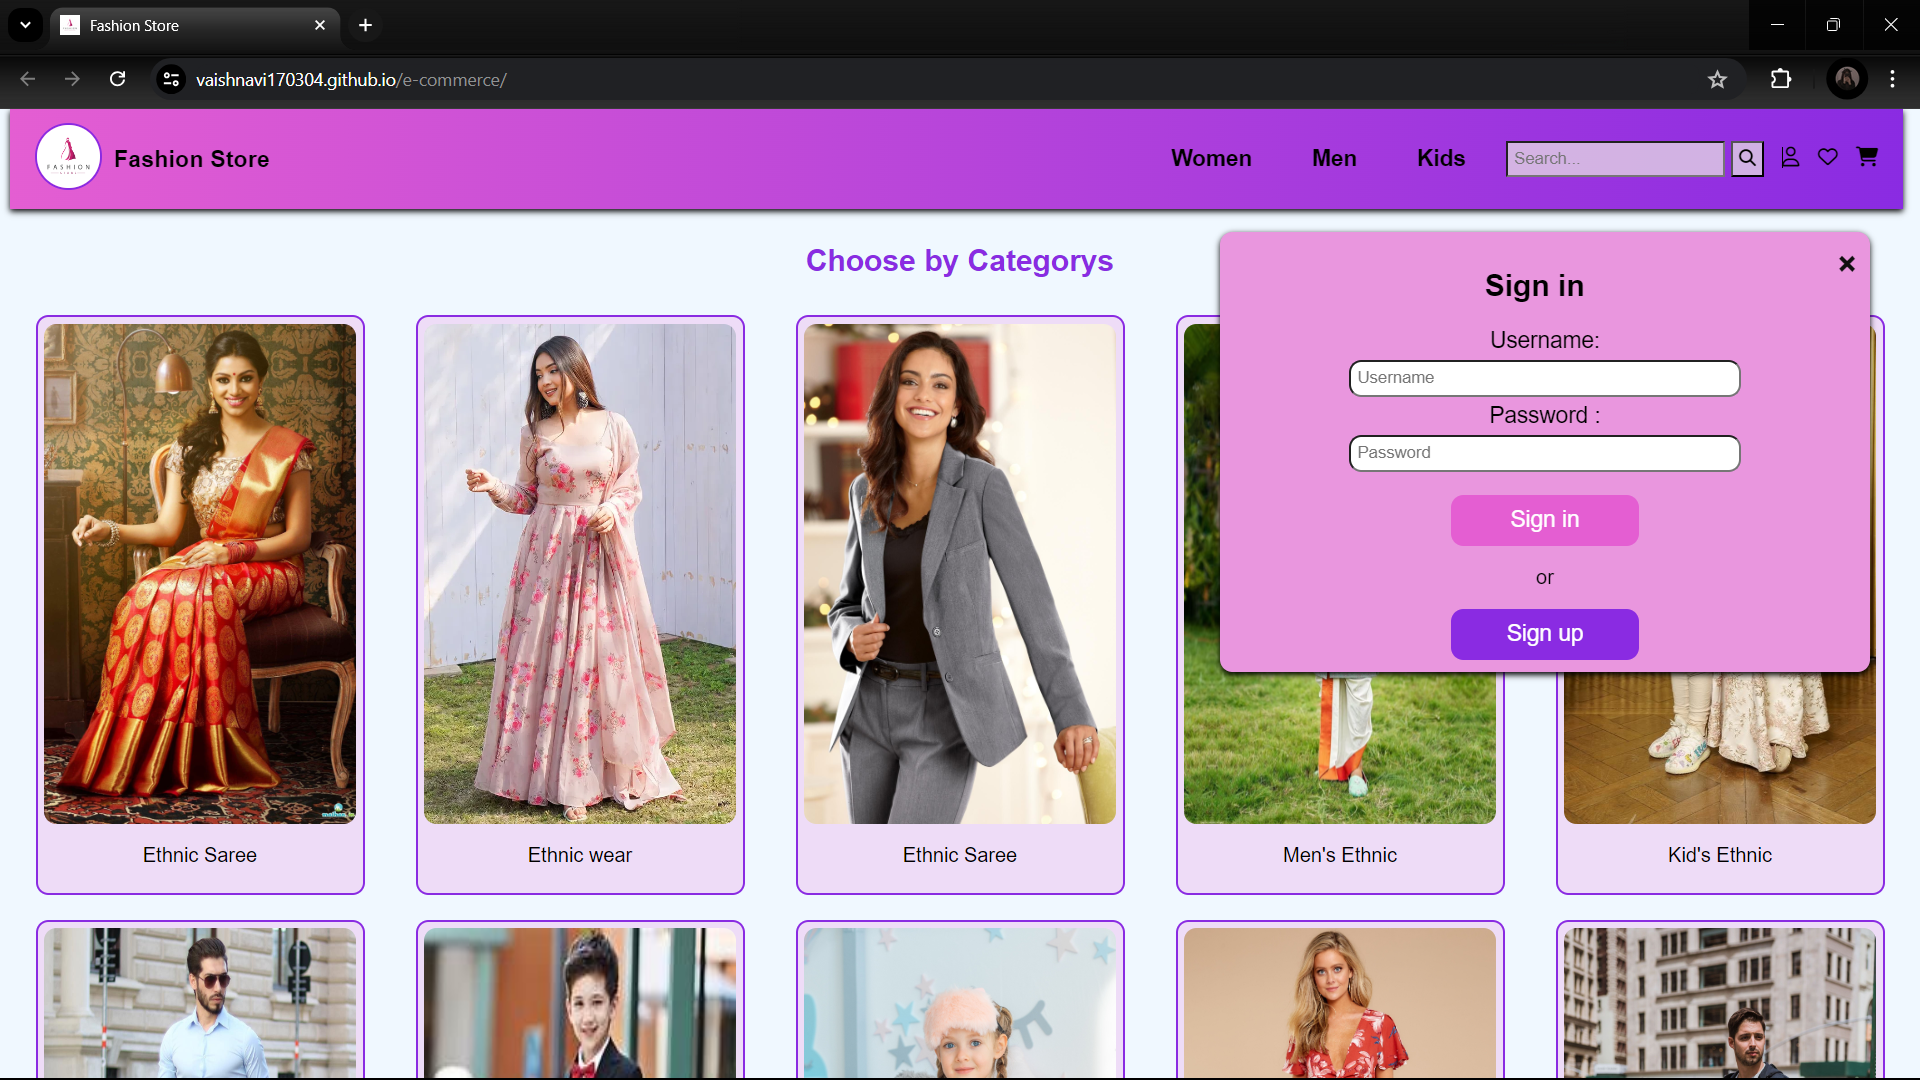 Fashion Store
vaishnavi170304.github.io/e-commerce/
FASHION
Fashion Store
Women
Men
Kids
Search...
Choose by Categorys
Sign in
Username:
Username
Password :
Password
Sign in
or
Sign up
Ethnic Saree
Ethnic wear
Ethnic Saree
Men's Ethnic
Kid's Ethnic